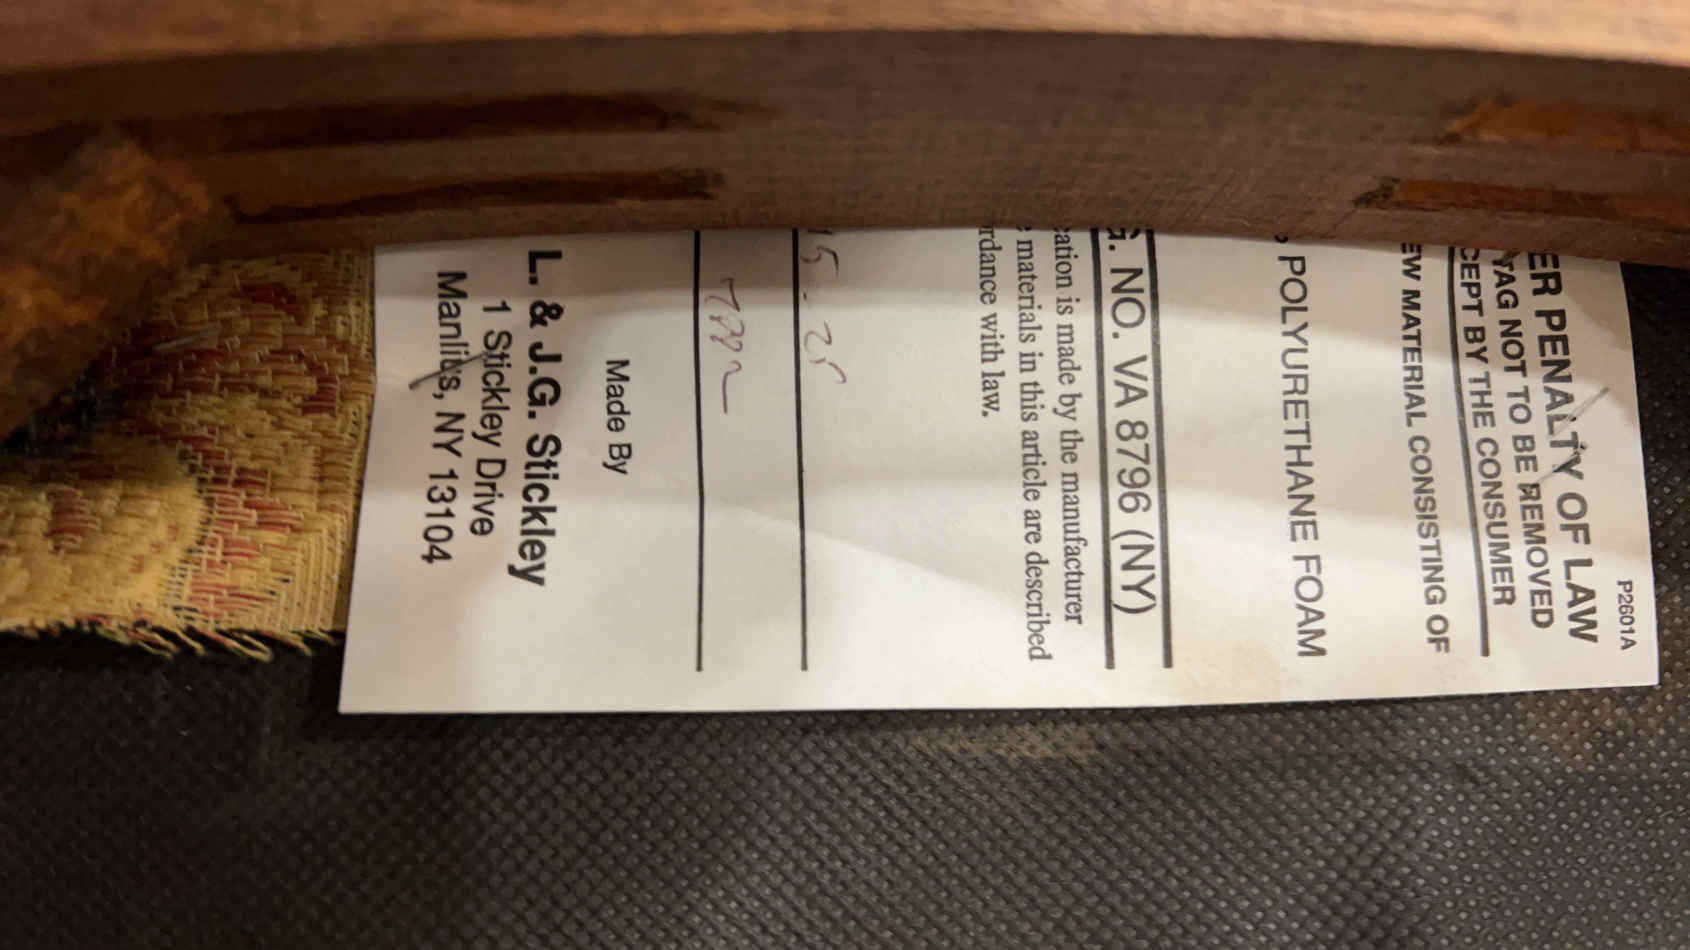 P2601A
ER PENALTY OF LAW
TAG NOT TO BE REMOVED
CEPT BY THE CONSUMER
EW MATERIAL CONSISTING OF
POLYURETHANE FOAM
G. NO. VA 8796 (NY)
cation is made by the manufacturer
materials in this article are described
rdance with law.
Made By
L. & J.G. Stickley
1 Stickley Drive
Manlius, NY 13104